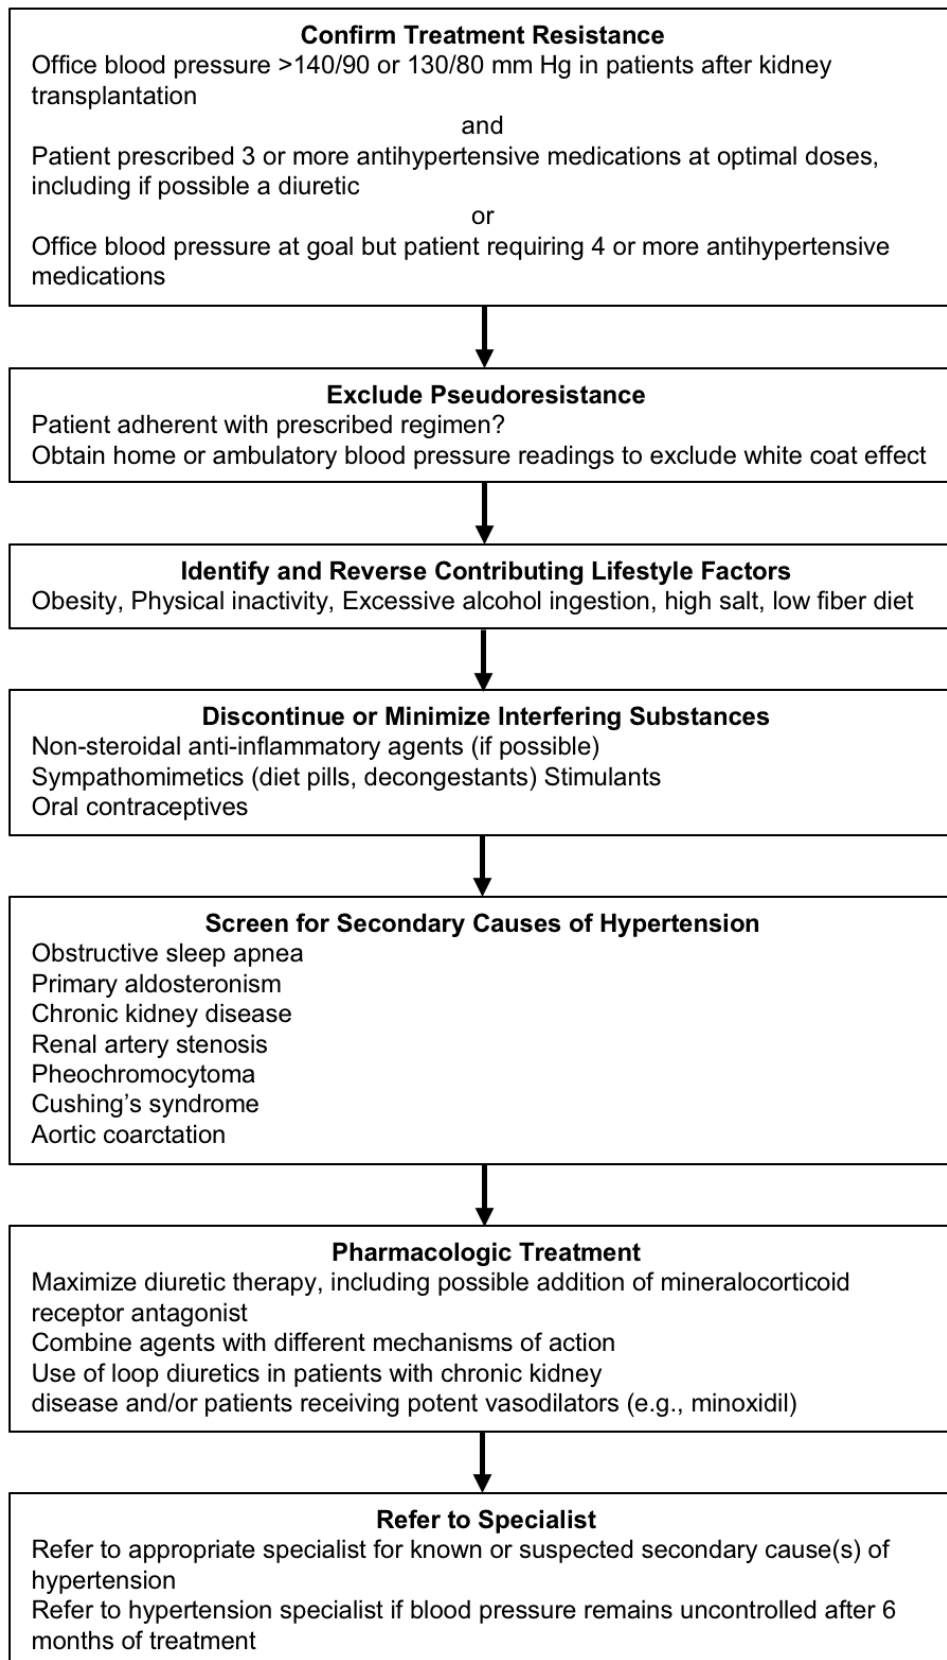 Confirm Treatment Resistance
Office blood pressure >140/90 or 130/80 mm Hg in patients after kidney
transplantation
and
Patient prescribed 3 or more antihypertensive medications at optimal doses,
including if possible a diuretic
or
Office blood pressure at goal but patient requiring 4 or more antihypertensive
medications
Exclude Pseudoresistance
Patient adherent with prescribed regimen?
Obtain home or ambulatory blood pressure readings to exclude white coat effect
Identify and Reverse Contributing Lifestyle Factors
Obesity, Physical inactivity, Excessive alcohol ingestion, high salt, low fiber diet
Discontinue or Minimize Interfering Substances
Non-steroidal anti-inflammatory agents (if possible)
Sympathomimetics (diet pills, decongestants) Stimulants
Oral contraceptives
Screen for Secondary Causes of Hypertension
Obstructive sleep apnea
Primary aldosteronism
Chronic kidney disease
Renal artery stenosis
Pheochromocytoma
Cushing’s syndrome
Aortic coarctation
Pharmacologic Treatment
Maximize diuretic therapy, including possible addition of mineralocorticoid
receptor antagonist
Combine agents with different mechanisms of action
Use of loop diuretics in patients with chronic kidney
disease and/or patients receiving potent vasodilators (e.g., minoxidil)
Refer to Specialist
Refer to appropriate specialist for known or suspected secondary cause(s) of
hypertension
Refer to hypertension specialist if blood pressure remains uncontrolled after 6
months of treatment